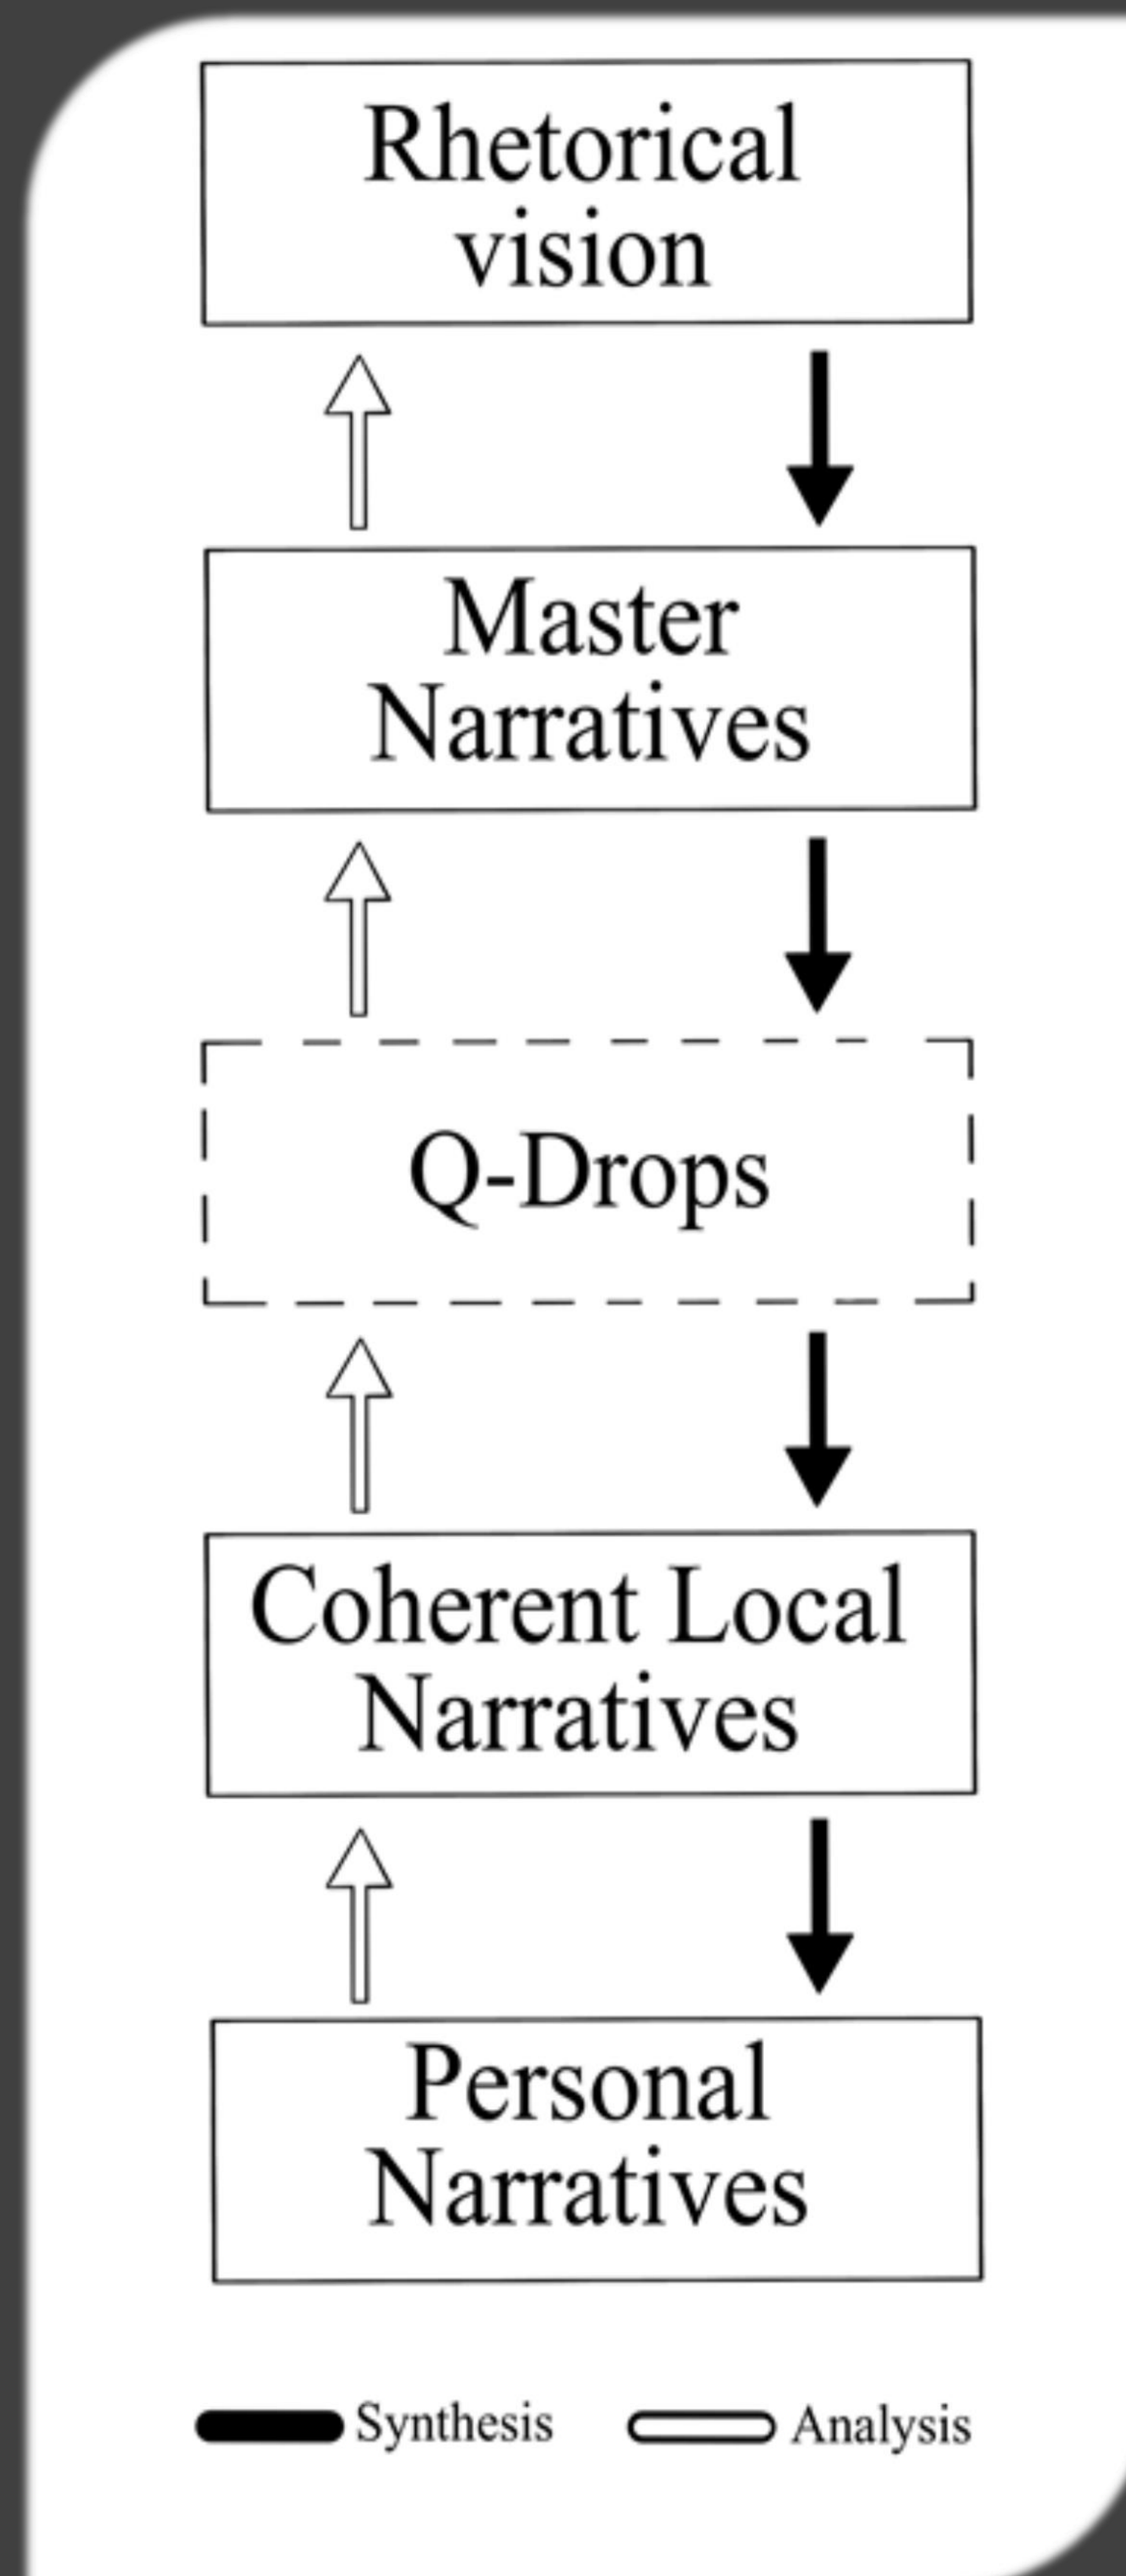 Rhetorical
vision
Master
Narratives
Q-Drops
Coherent Local
Narratives
Personal
Narratives
Synthesis Analysis